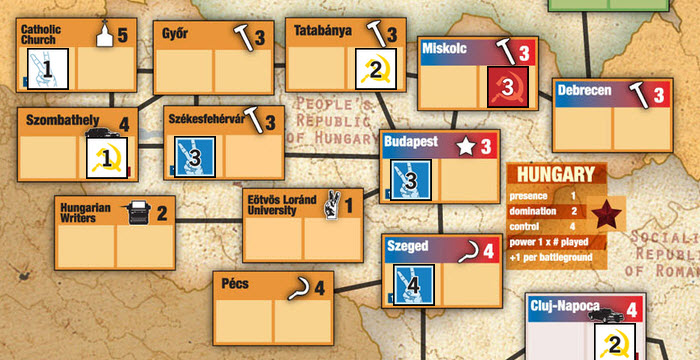 Catholic
Church
5
1
Győr
3
Tatabánya
3
2
Miskolc
3
3
Debrecen
3
Szombathely
4
1
Székesfehérvár
3
3
PEOPLE'S
REPUBLIC
OF HUNGARY
Budapest
3
3
HUNGARY
presence 1
domination 2
control 4
power 1 x # played
+1 per battleground
Hungarian
Writers
2
Eötvös Loránd
University
1
Szeged
4
4
Pécs
4
SOCIALI
REPUBL
OF ROMA
Cluj-Napoca
4
2